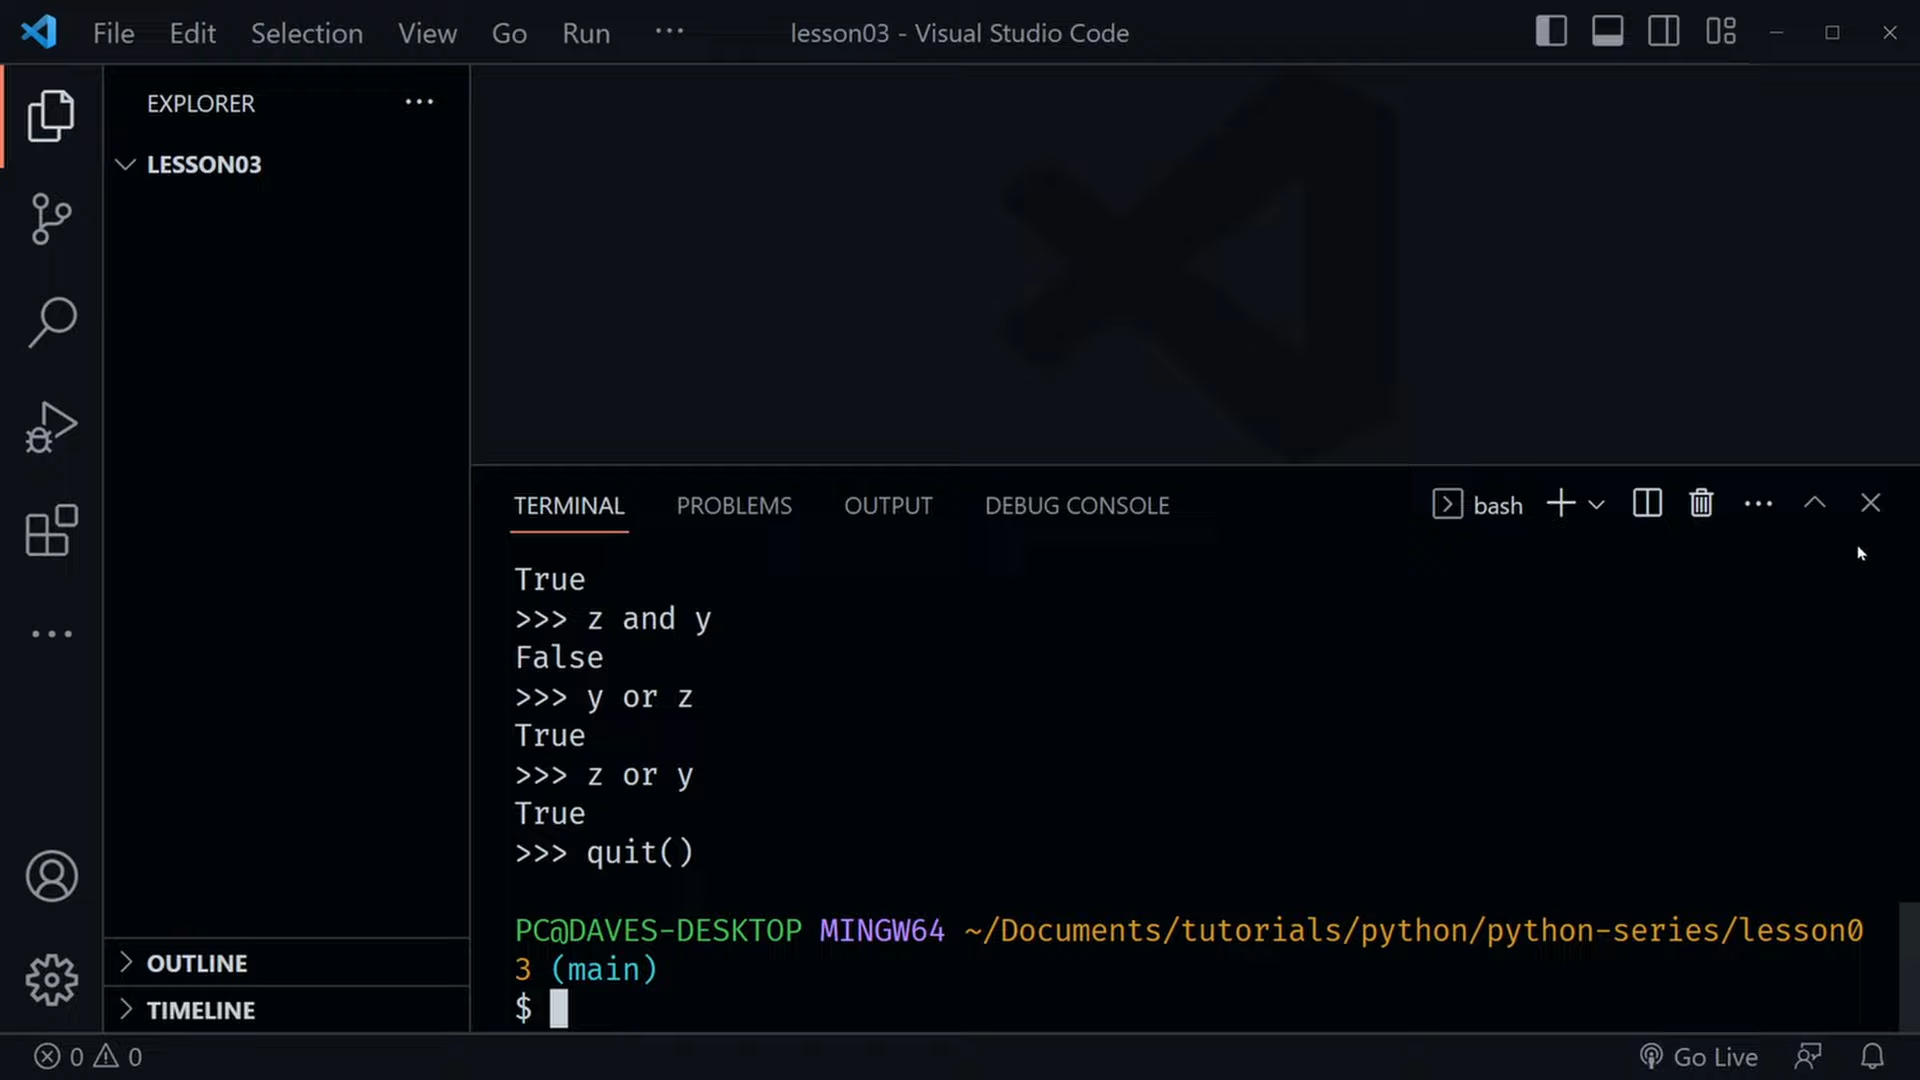 File Edit Selection View Go Run ··· lesson03 - Visual Studio Code
EXPLORER ···
LESSON03
TERMINAL PROBLEMS OUTPUT DEBUG CONSOLE bash
True
>>> z and y
False
>>> y or z
True
>>> z or y
True
>>> quit()
PC@DAVES-DESKTOP MINGW64 ~/Documents/tutorials/python/python-series/lesson0
3 (main)
$
OUTLINE
TIMELINE
0 0 Go Live